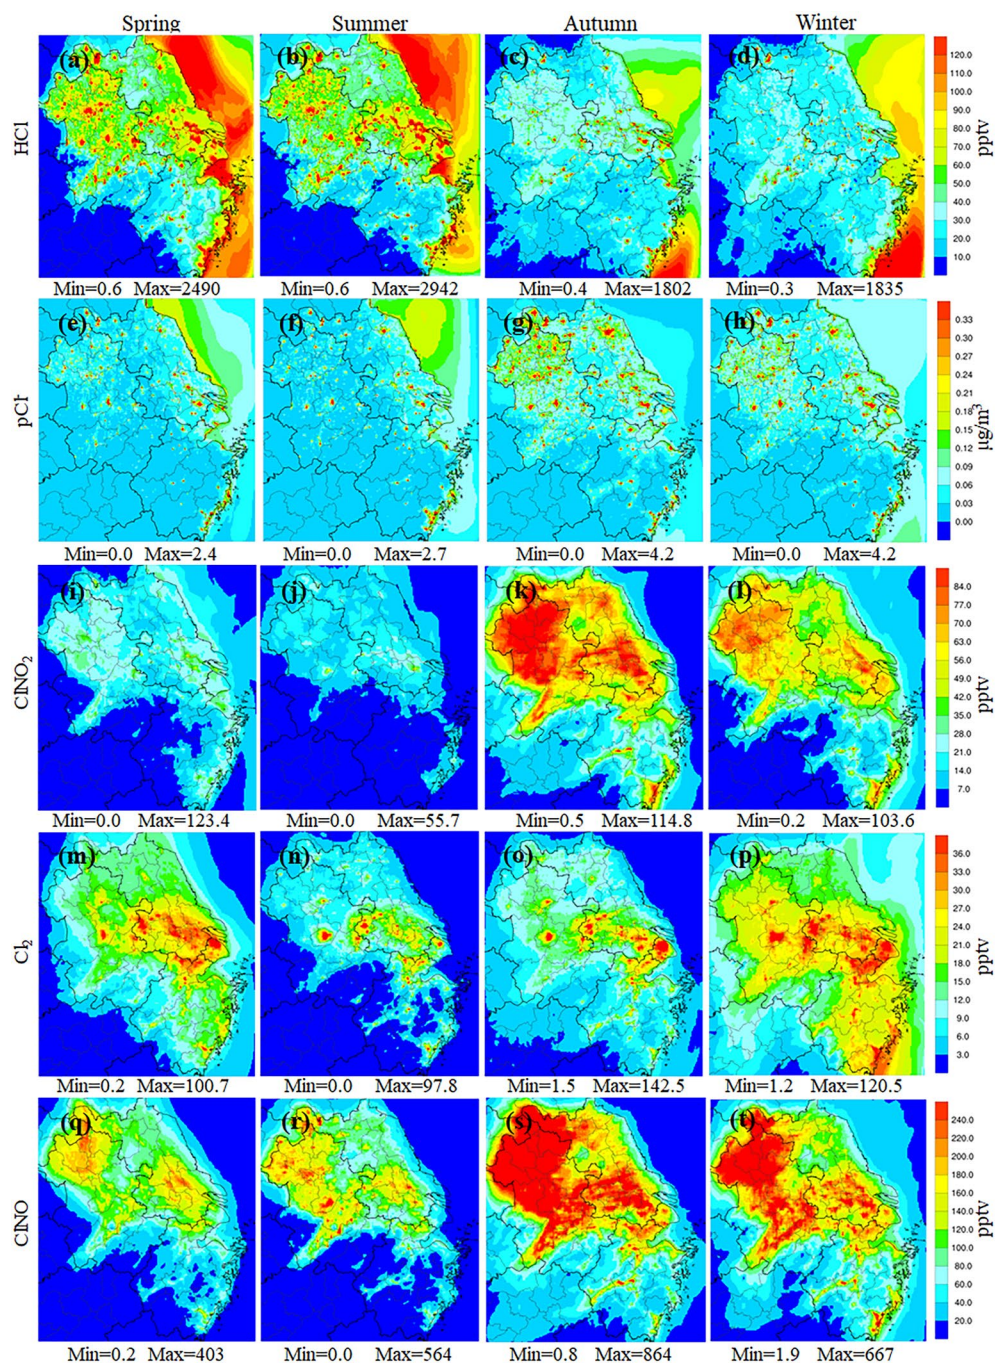 Spring Summer Autumn Winter
HCl
(a) (b) (c) (d)
120.0
110.0
100.0
90.0
80.0
70.0
60.0
50.0
40.0
30.0
20.0
10.0
pptv
Min=0.6 Max=2490 Min=0.6 Max=2942 Min=0.4 Max=1802 Min=0.3 Max=1835
pCl
(e) (f) (g) (h)
0.33
0.30
0.27
0.24
0.21
0.18
0.15
0.12
0.09
0.06
0.03
0.00
µg/m³
Min=0.0 Max=2.4 Min=0.0 Max=2.7 Min=0.0 Max=4.2 Min=0.0 Max=4.2
ClNO₂
(i) (j) (k) (l)
84.0
77.0
70.0
63.0
56.0
49.0
42.0
35.0
28.0
21.0
14.0
7.0
pptv
Min=0.0 Max=123.4 Min=0.0 Max=55.7 Min=0.5 Max=114.8 Min=0.2 Max=103.6
Cl₂
(m) (n) (o) (p)
36.0
33.0
30.0
27.0
24.0
21.0
18.0
15.0
12.0
9.0
6.0
3.0
pptv
Min=0.2 Max=100.7 Min=0.0 Max=97.8 Min=1.5 Max=142.5 Min=1.2 Max=120.5
ClNO
(q) (r) (s) (t)
240.0
220.0
200.0
180.0
160.0
140.0
120.0
100.0
80.0
60.0
40.0
20.0
pptv
Min=0.2 Max=403 Min=0.0 Max=564 Min=0.8 Max=864 Min=1.9 Max=667